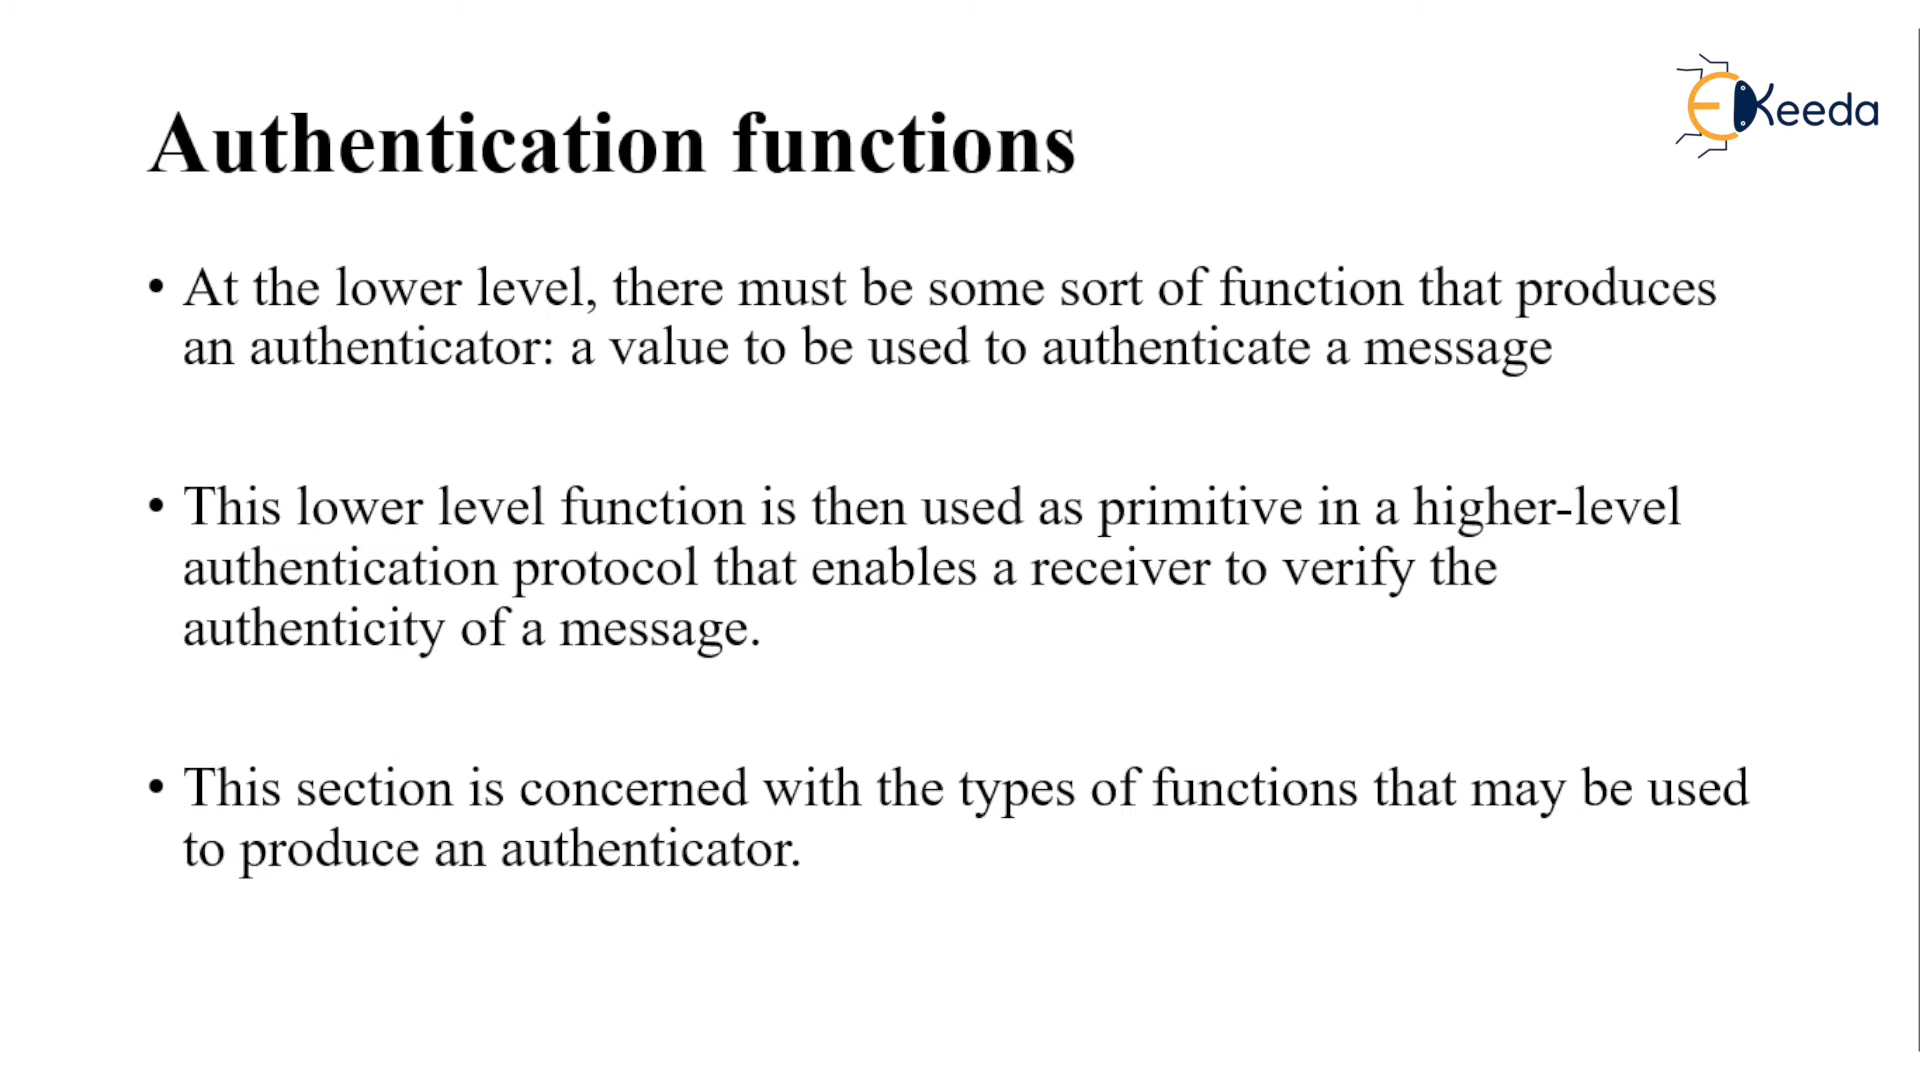 EKeeda
Authentication functions
• At the lower level, there must be some sort of function that produces
an authenticator: a value to be used to authenticate a message
• This lower level function is then used as primitive in a higher-level
authentication protocol that enables a receiver to verify the
authenticity of a message.
• This section is concerned with the types of functions that may be used
to produce an authenticator.